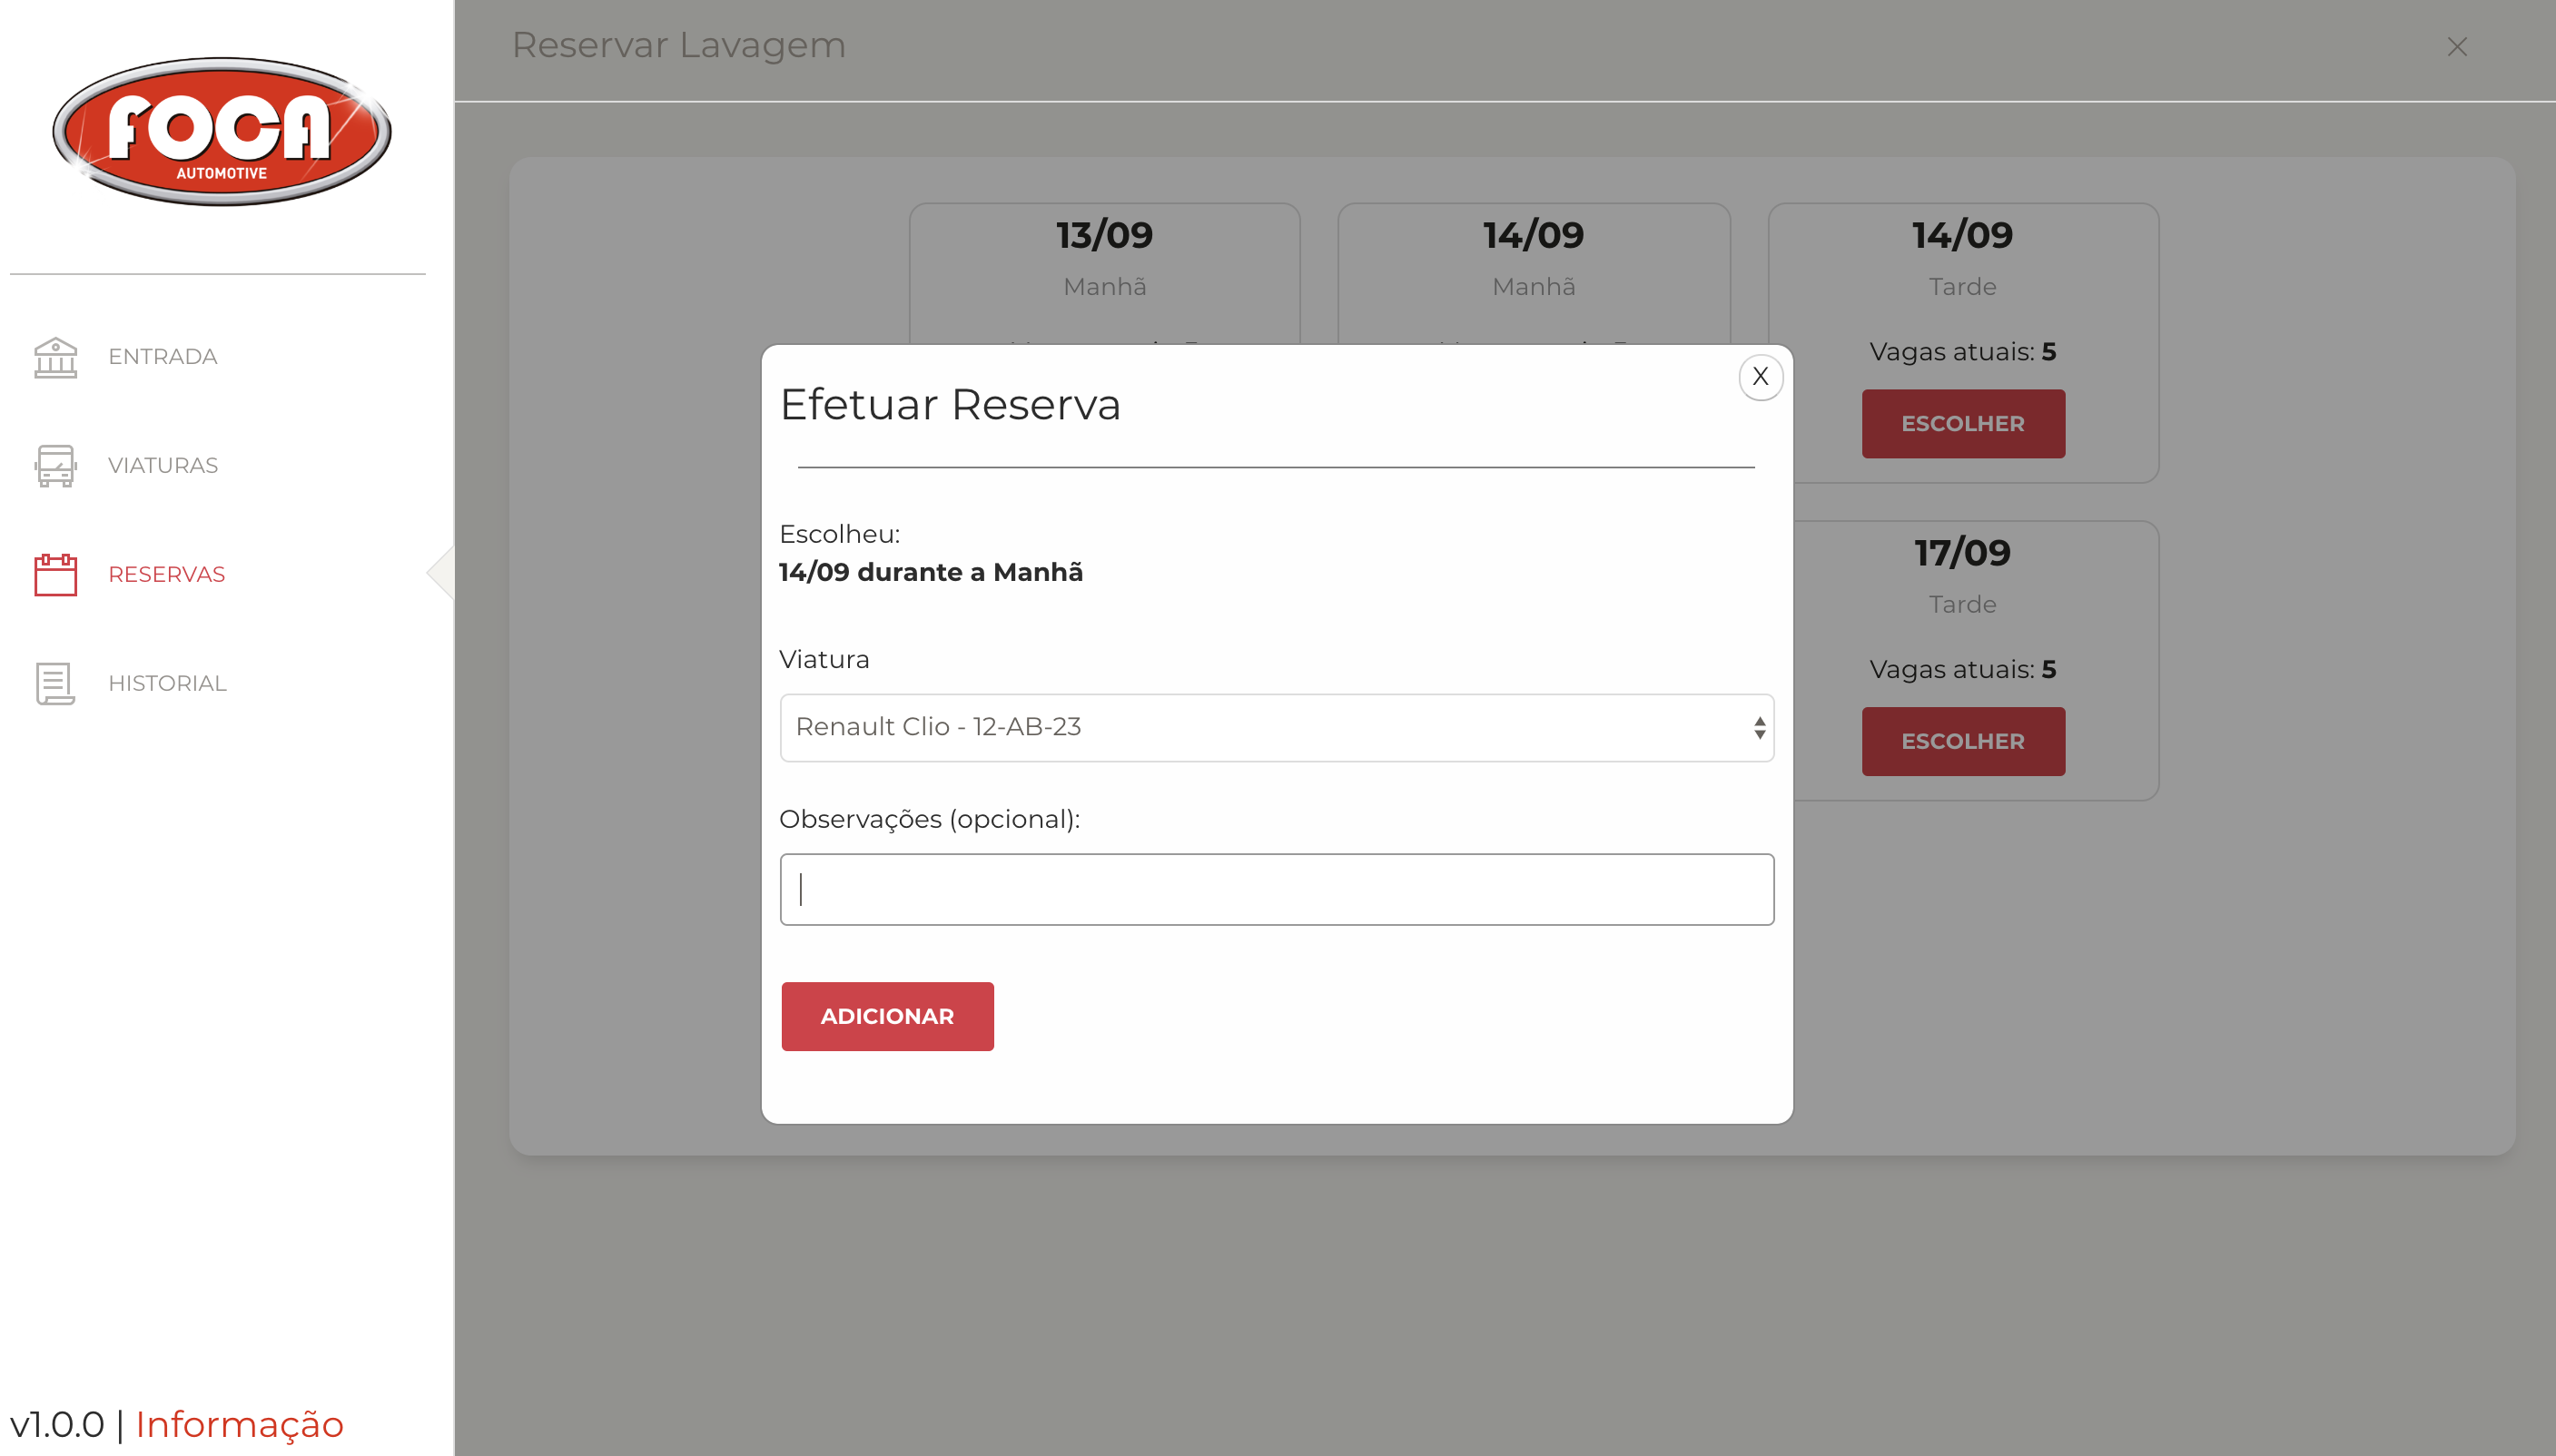 FOCA
AUTOMOTIVE
ENTRADA
VIATURAS
RESERVAS
HISTORIAL
v1.0.0 | Informação
Reservar Lavagem
13/09
Manhã
14/09
Manhã
14/09
Tarde
Vagas atuais: 5
ESCOLHER
17/09
Tarde
Vagas atuais: 5
ESCOLHER
X
Efetuar Reserva
Escolheu:
14/09 durante a Manhã
Viatura
Renault Clio - 12-AB-23
Observações (opcional):
ADICIONAR